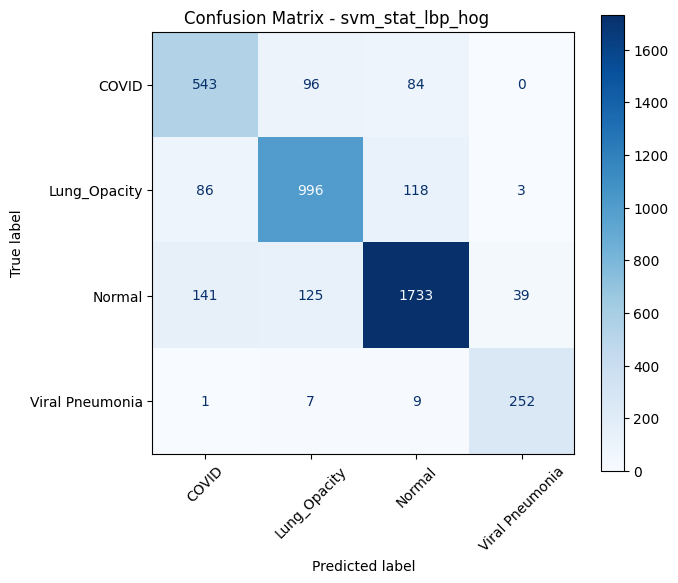 Confusion Matrix - svm_stat_lbp_hog
True label
COVID 543 96 84 0
Lung_Opacity 86 996 118 3
Normal 141 125 1733 39
Viral Pneumonia 1 7 9 252
COVID Lung_Opacity Normal Viral Pneumonia
Predicted label
1600
1400
1200
1000
800
600
400
200
0